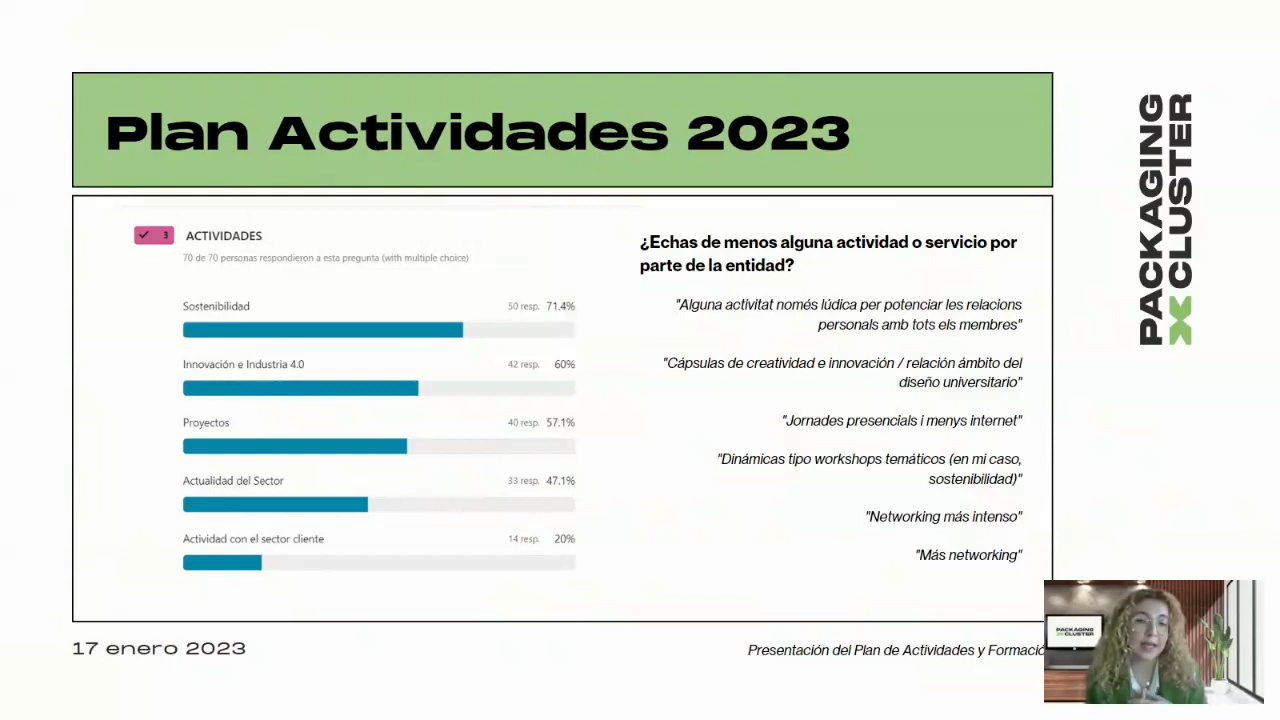 Plan Actividades 2023
PACKAGING
CLUSTER
3 ACTIVIDADES
70 de 70 personas respondieron a esta pregunta (with multiple choice)
Sostenibilidad 50 resp. 71.4%
Innovación e Industria 4.0 42 resp. 60%
Proyectos 40 resp. 57.1%
Actualidad del Sector 33 resp. 47.1%
Actividad con el sector cliente 14 resp. 20%
¿Echas de menos alguna actividad o servicio por
parte de la entidad?
"Alguna activitat només lúdica per potenciar les relacions
personals amb tots els membres"
"Cápsulas de creatividad e innovación / relación ámbito del
diseño universitario"
"Jornades presencials i menys internet"
"Dinámicas tipo workshops temáticos (en mi caso,
sostenibilidad)"
"Networking más intenso"
"Más networking"
17 enero 2023
Presentación del Plan de Actividades y Formació
PACKAGING
CLUSTER